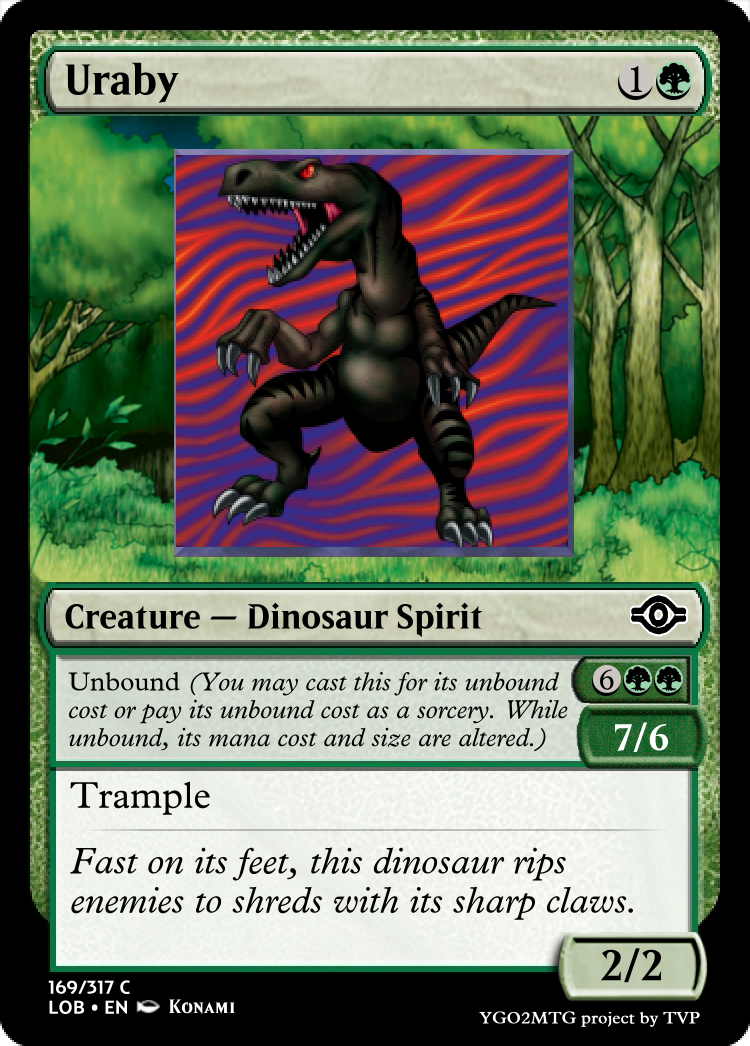 Uraby
1
Creature — Dinosaur Spirit
Unbound (You may cast this for its unbound
cost or pay its unbound cost as a sorcery. While
unbound, its mana cost and size are altered.)
6
7/6
Trample
Fast on its feet, this dinosaur rips
enemies to shreds with its sharp claws.
2/2
169/317 C
LOB • EN KONAMI
YGO2MTG project by TVP